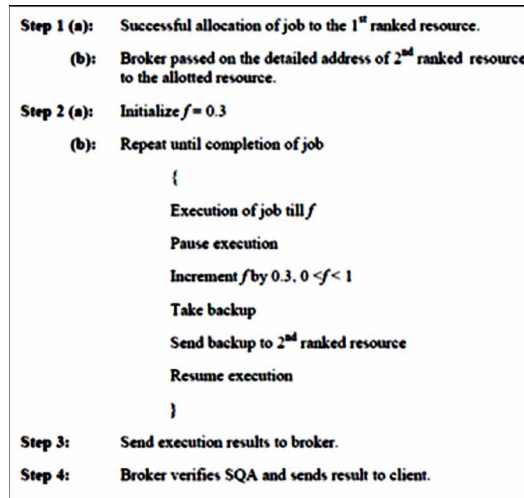 Step 1 (a): Successful allocation of job to the 1st ranked resource.
(b): Broker passed on the detailed address of 2nd ranked resource
to the allotted resource.
Step 2 (a): Initialize f = 0.3
(b): Repeat until completion of job
{
Execution of job till f
Pause execution
Increment f by 0.3, 0 <f< 1
Take backup
Send backup to 2nd ranked resource
Resume execution
}
Step 3: Send execution results to broker.
Step 4: Broker verifies SQA and sends result to client.